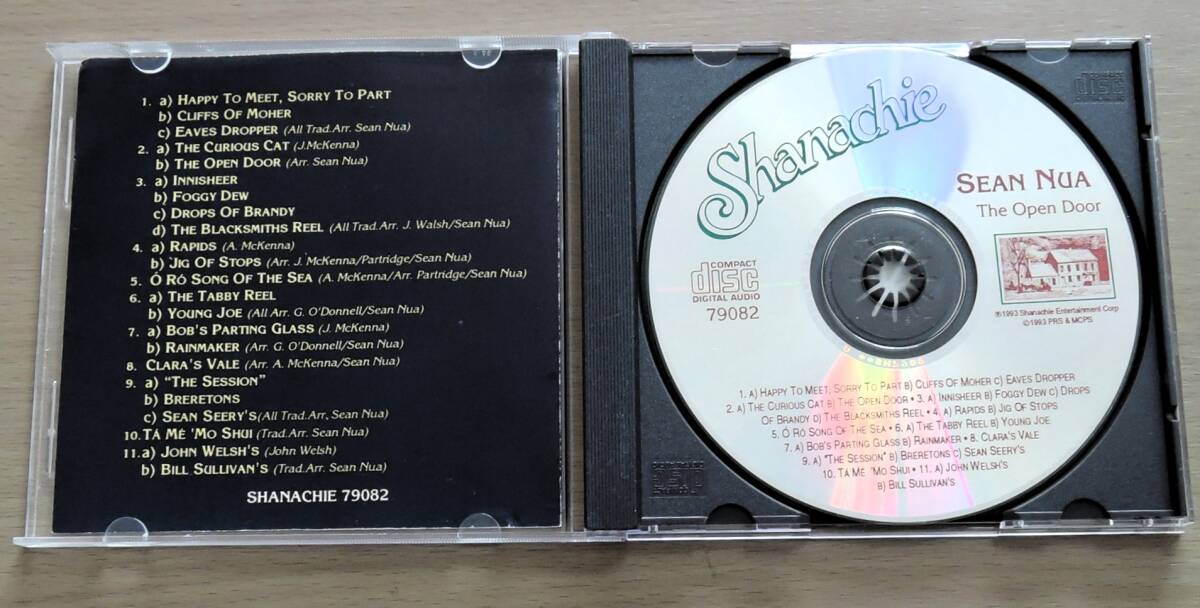 1. a) HAPPY TO MEET, SORRY TO PART
b) CLIFFS OF MOHER
c) EAVES DROPPER (All Trad.Arr. Sean Nua)
2. a) THE CURIOUS CAT (J.McKenna)
b) THE OPEN DOOR (Arr. Sean Nua)
3. a) INNISHEER
b) FOGGY DEW
c) DROPS OF BRANDY
d) THE BLACKSMITHS REEL (All Trad.Arr. J. Walsh/Sean Nua)
4. a) RAPIDS (A. McKenna)
b) 'JIG OF STOPS (Arr. J. McKenna/Partridge/Sean Nua)
5. Ó RÓ SONG OF THE SEA (A. McKenna/Arr. Partridge/Sean Nua)
6. a) THE TABBY REEL
b) YOUNG JOE (All Arr. G. O'Donnell/Sean Nua)
7. a) BOB'S PARTING GLASS (J. McKenna)
b) RAINMAKER (Arr. G. O'Donnell/Sean Nua)
8. CLARA'S VALE (Arr. A. McKenna/Sean Nua)
9. a) "THE SESSION"
b) BRERETONS
c) SEAN SEERY'S(All Trad.Arr, Sean Nua)
10. TÁ MÉ 'MO SHUI (Trad.Arr. Sean Nua)
11. a) JOHN WELSH'S (John Welsh)
b) BILL SULLIVAN'S (Trad.Arr. Sean Nua)
SHANACHIE 79082
Shanachie
SEAN NUA
The Open Door
COMPACT
disc
DIGITAL AUDIO
79082
℗1993 Shanachie Entertainment Corp
©1993 PRS & MCPS
1. A) HAPPY TO MEET, SORRY TO PART B) CLIFFS OF MOHER C) EAVES DROPPER
2. A) THE CURIOUS CAT B) THE OPEN DOOR • 3. A) INNISHEER B) FOGGY DEW C) DROPS
OF BRANDY D) THE BLACKSMITHS REEL • 4. A) RAPIDS B) JIG OF STOPS
5. Ó RÓ SONG OF THE SEA • 6. A) THE TABBY REEL B) YOUNG JOE
7. A) BOB'S PARTING GLASS B) RAINMAKER • 8. CLARA'S VALE
9. A) "THE SESSION" B) BRERETONS C) SEAN SEERY'S
10. TÁ MÉ 'MO SHUI • 11. A) JOHN WELSH'S
B) BILL SULLIVAN'S